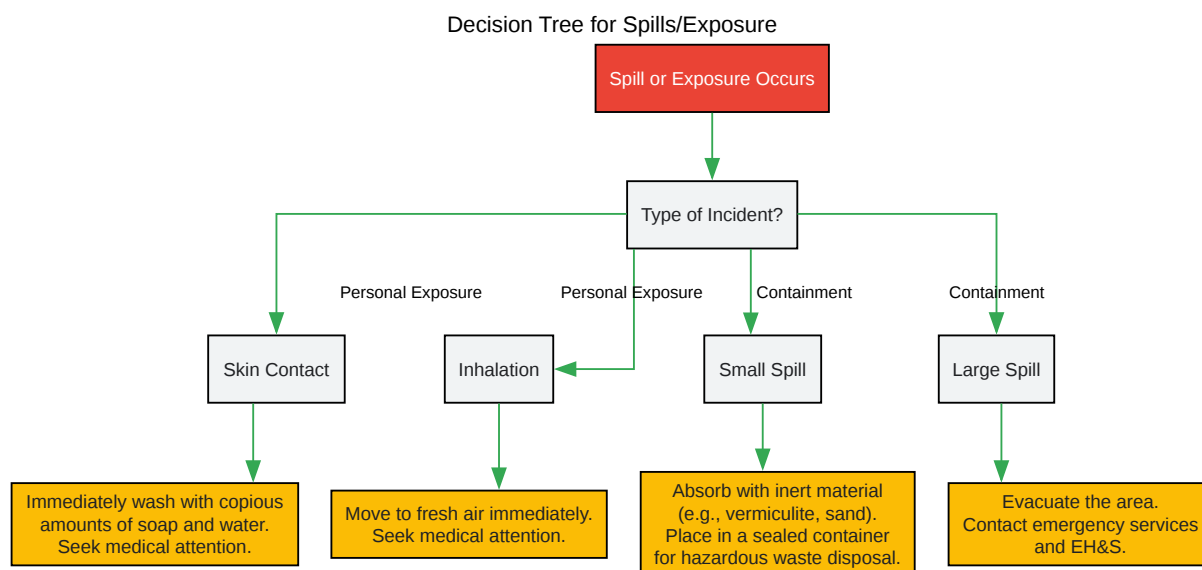 Decision Tree for Spills/Exposure
Spill or Exposure Occurs
Type of Incident?
Personal Exposure
Personal Exposure
Containment
Containment
Skin Contact
Inhalation
Small Spill
Large Spill
Immediately wash with copious
amounts of soap and water.
Seek medical attention.
Move to fresh air immediately.
Seek medical attention.
Absorb with inert material
(e.g., vermiculite, sand).
Place in a sealed container
for hazardous waste disposal.
Evacuate the area.
Contact emergency services
and EH&S.